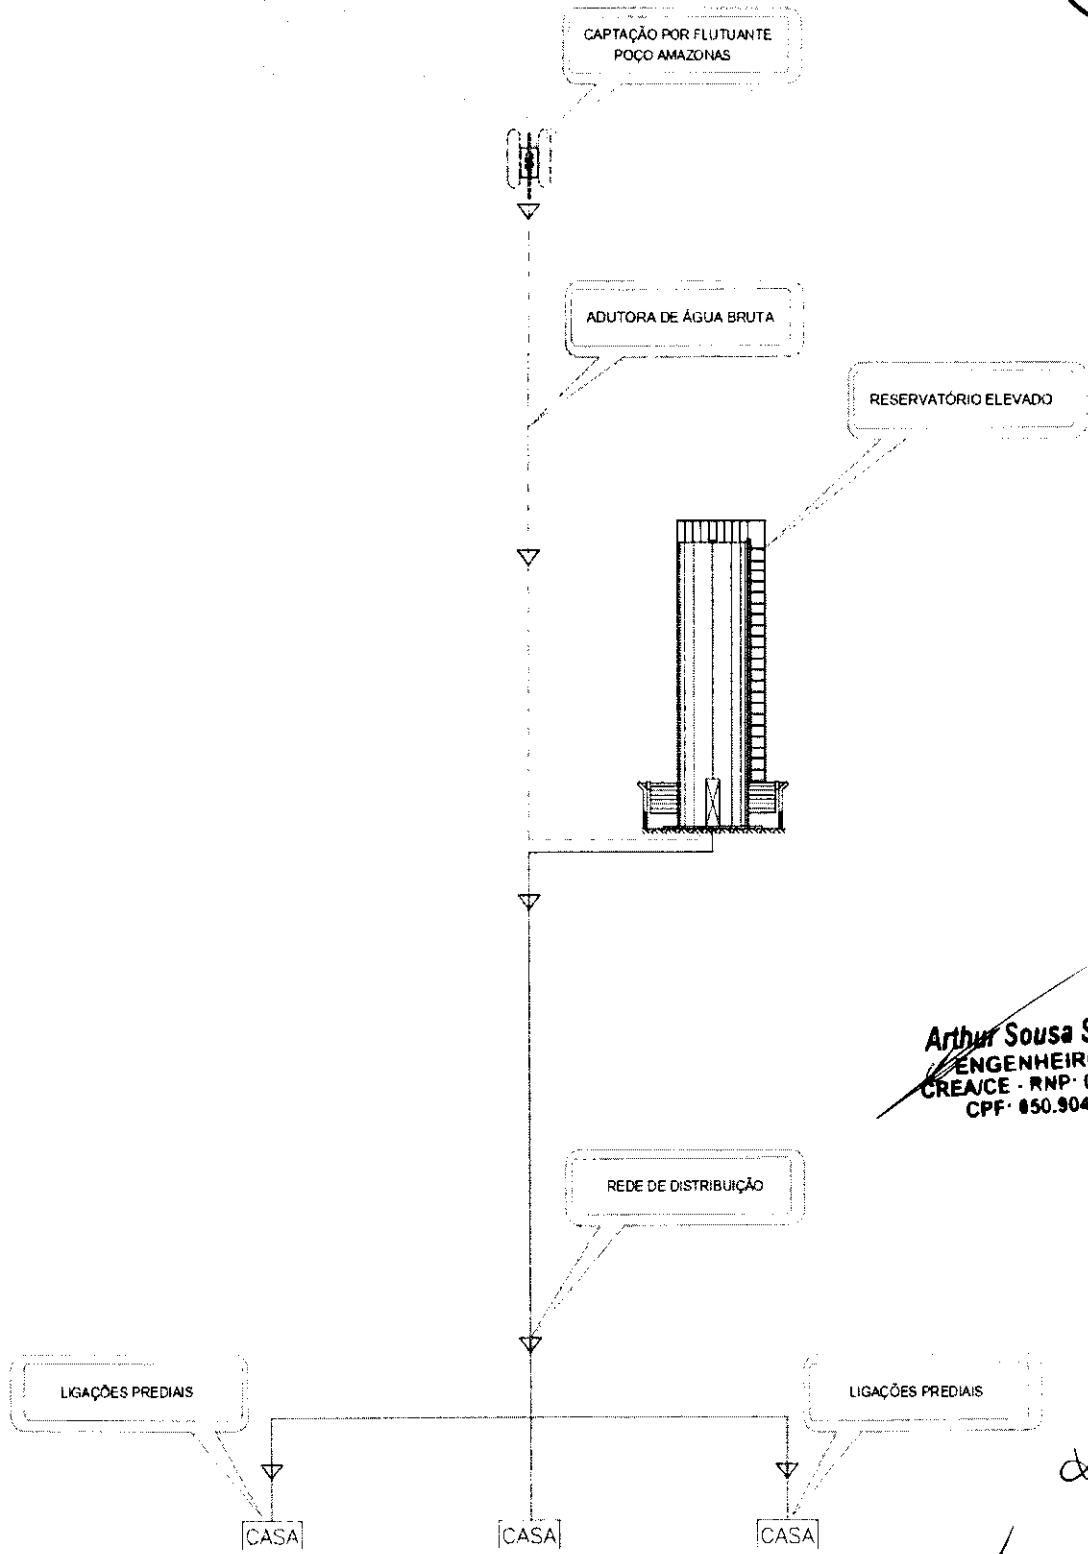 CAPTAÇÃO POR FLUTUANTE
POÇO AMAZONAS
ADUTORA DE ÁGUA BRUTA
RESERVATÓRIO ELEVADO
Arthur Sousa S
ENGENHEIR
CREA/CE - RNP:
CPF: 650.904
REDE DE DISTRIBUIÇÃO
LIGAÇÕES PREDIAIS
LIGAÇÕES PREDIAIS
CASA
CASA
CASA